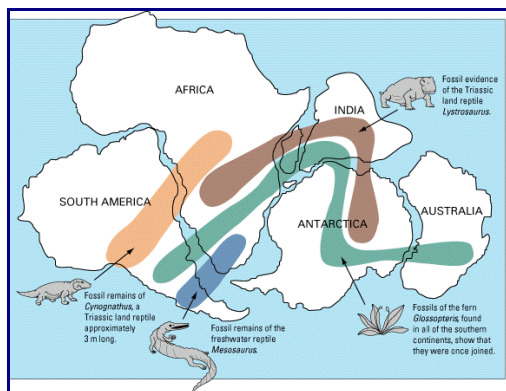 AFRICA
Fossil evidence
of the Triassic
land reptile
Lystrosaurus.
INDIA
SOUTH AMERICA
ANTARCTICA
AUSTRALIA
Fossil remains of
Cynognathus, a
Triassic land reptile
approximately
3 m long.
Fossil remains of the
freshwater reptile
Mesosaurus.
Fossils of the fern
Glossopteris, found
in all of the southern
continents, show that
they were once joined.